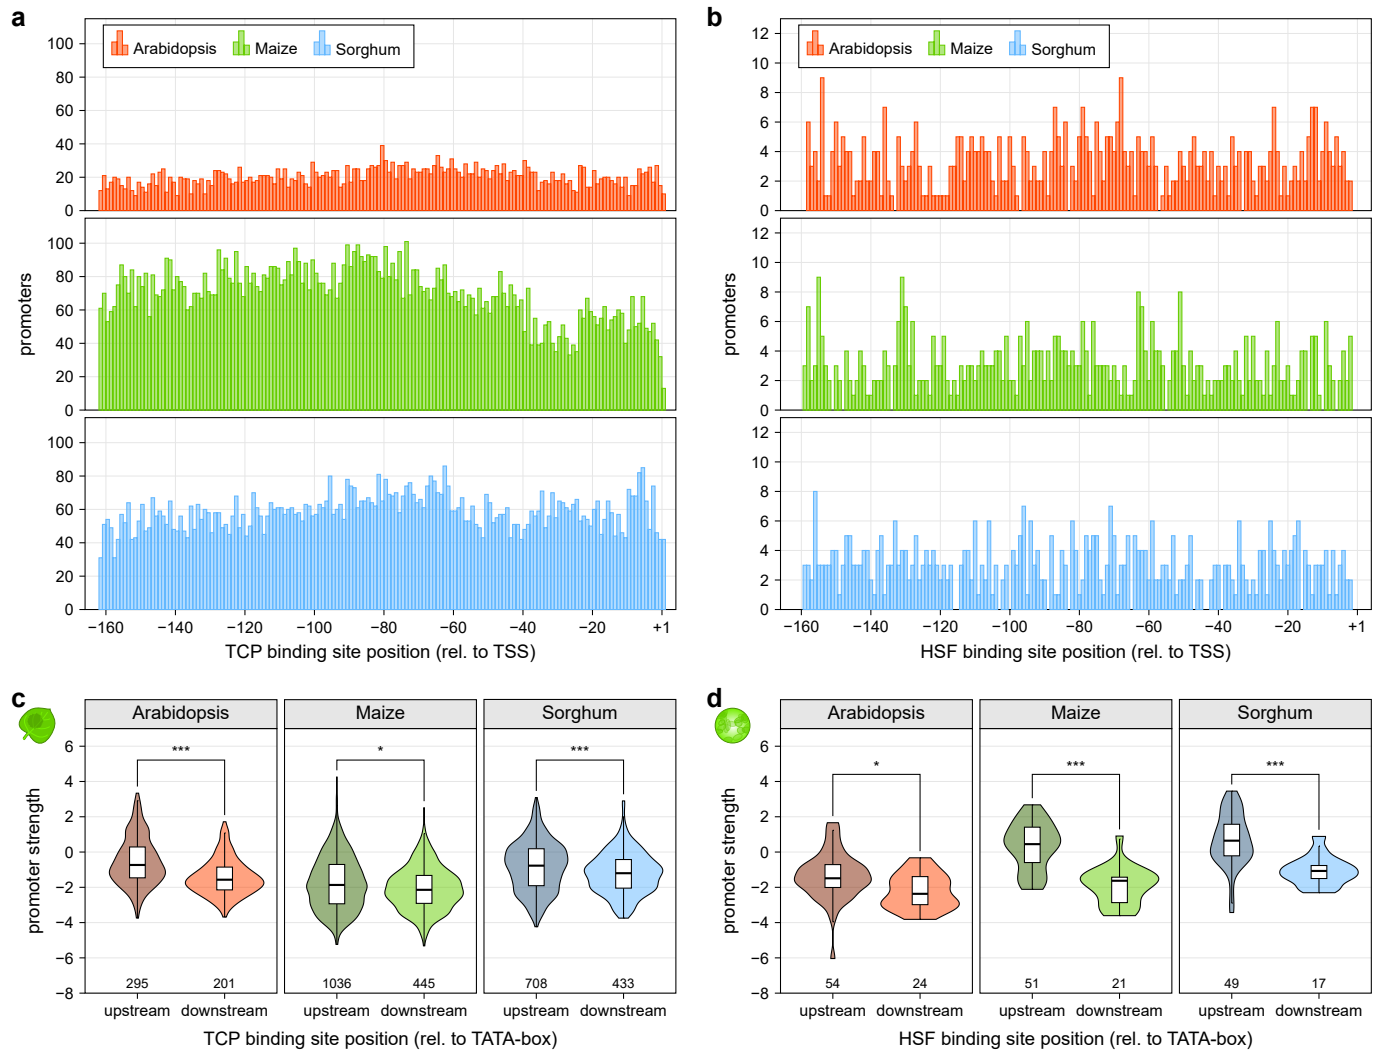 a
Arabidopsis Maize Sorghum
100
80
60
40
20
0
100
80
60
40
20
0
100
80
60
40
20
0
promoters
−160 −140 −120 −100 −80 −60 −40 −20 +1
TCP binding site position (rel. to TSS)
b
Arabidopsis Maize Sorghum
12
10
8
6
4
2
0
12
10
8
6
4
2
0
12
10
8
6
4
2
0
promoters
−160 −140 −120 −100 −80 −60 −40 −20 +1
HSF binding site position (rel. to TSS)
c
Arabidopsis Maize Sorghum
*** * ***
6
4
2
0
−2
−4
−6
−8
promoter strength
295 201 1036 445 708 433
upstream downstream upstream downstream upstream downstream
TCP binding site position (rel. to TATA-box)
d
Arabidopsis Maize Sorghum
* *** ***
6
4
2
0
−2
−4
−6
−8
promoter strength
54 24 51 21 49 17
upstream downstream upstream downstream upstream downstream
HSF binding site position (rel. to TATA-box)